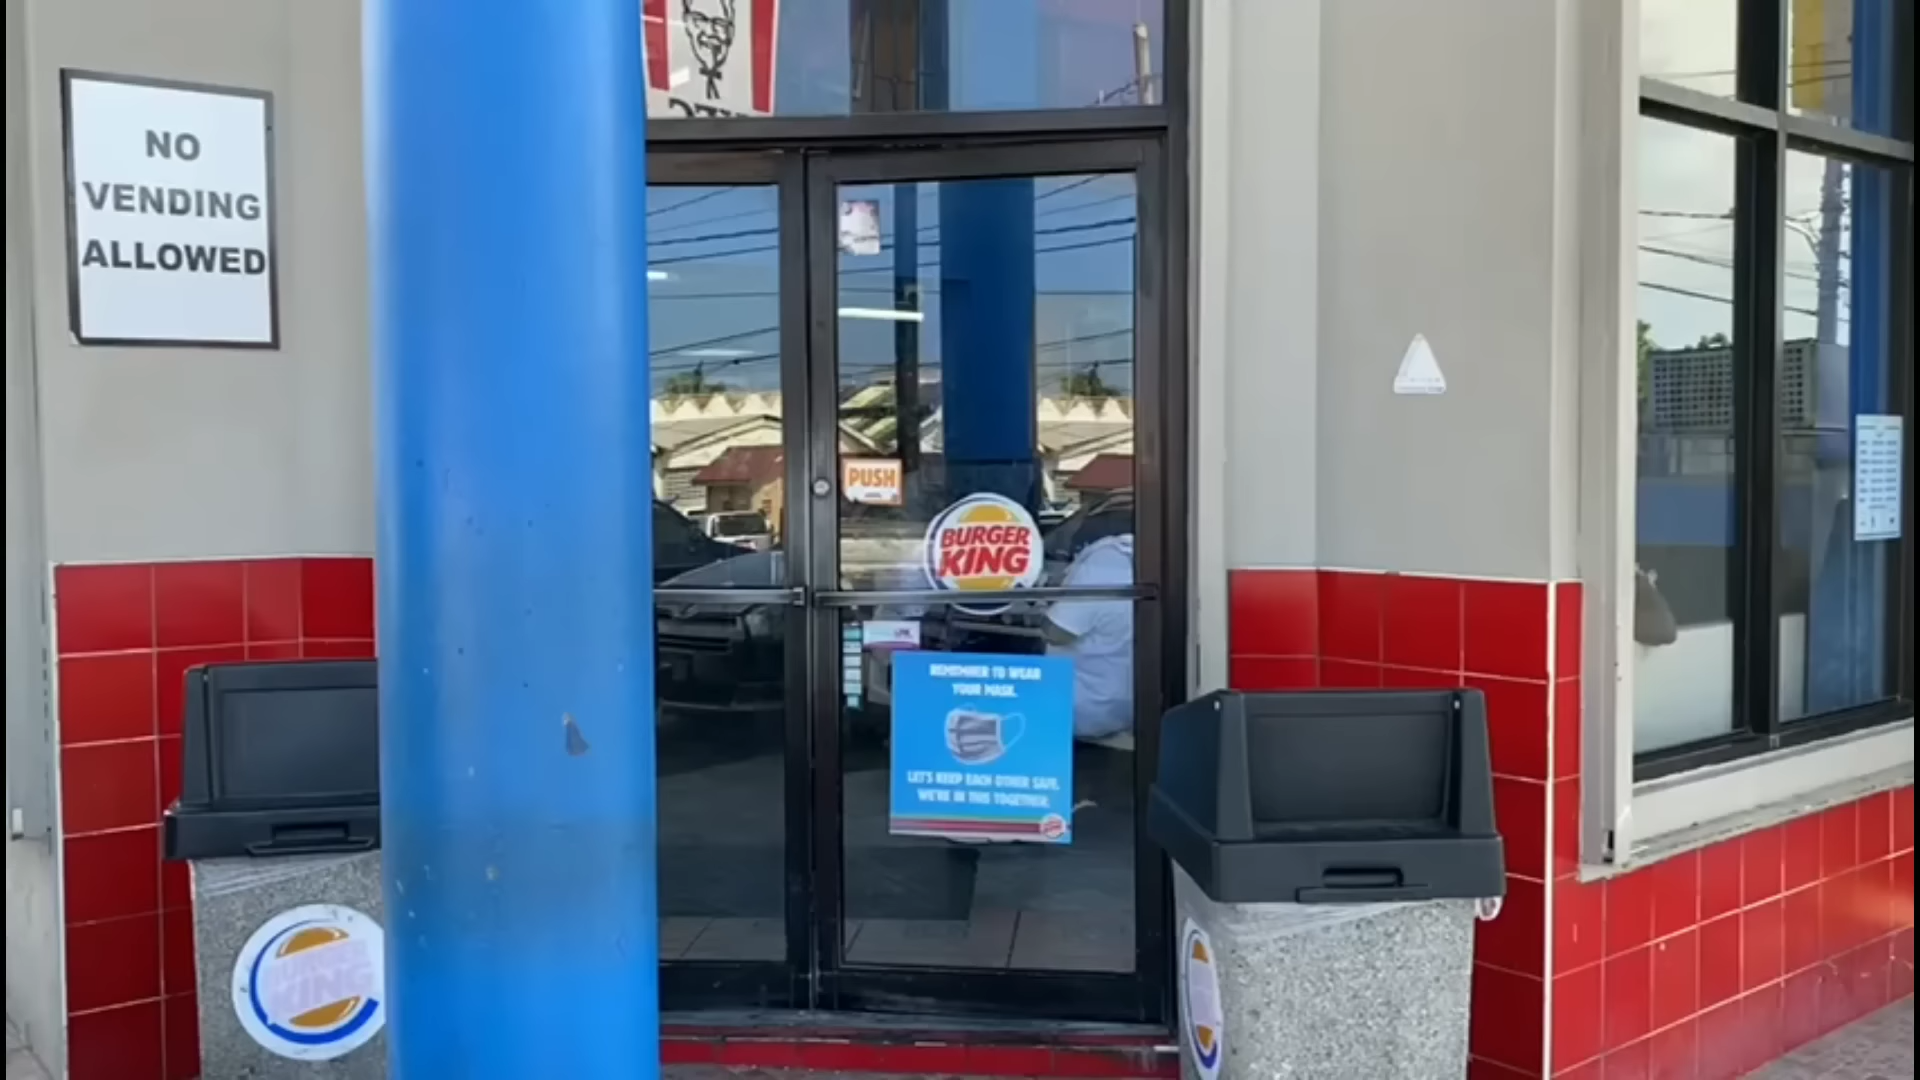 NO
VENDING
ALLOWED
PUSH
BURGER
KING
REMEMBER TO WEAR
YOUR MASK.
LET'S KEEP EACH OTHER SAFE.
WE'RE IN THIS TOGETHER.
BURGER
KING